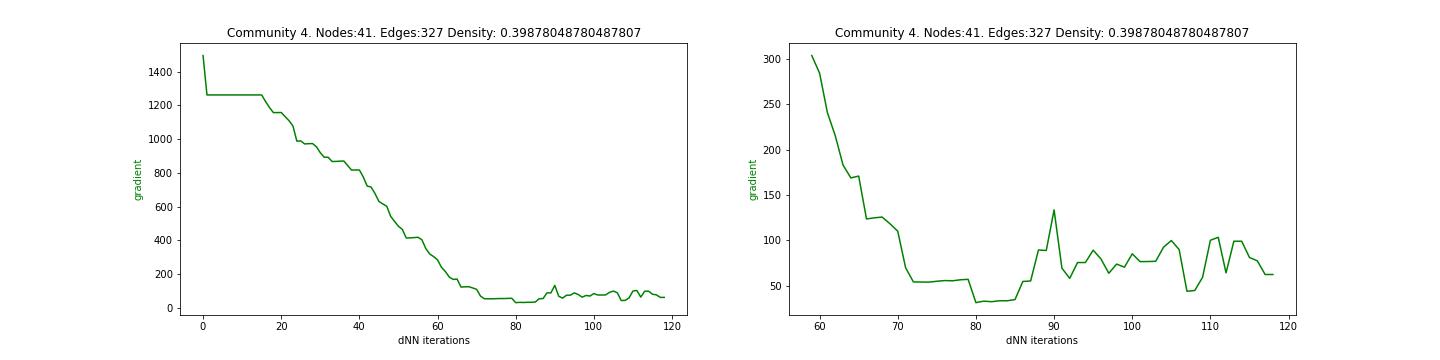 Community 4. Nodes:41. Edges:327 Density: 0.39878048780487807
1400
1200
1000
800
600
400
200
0
gradient
0 20 40 60 80 100 120
dNN iterations
Community 4. Nodes:41. Edges:327 Density: 0.39878048780487807
300
250
200
150
100
50
gradient
60 70 80 90 100 110 120
dNN iterations